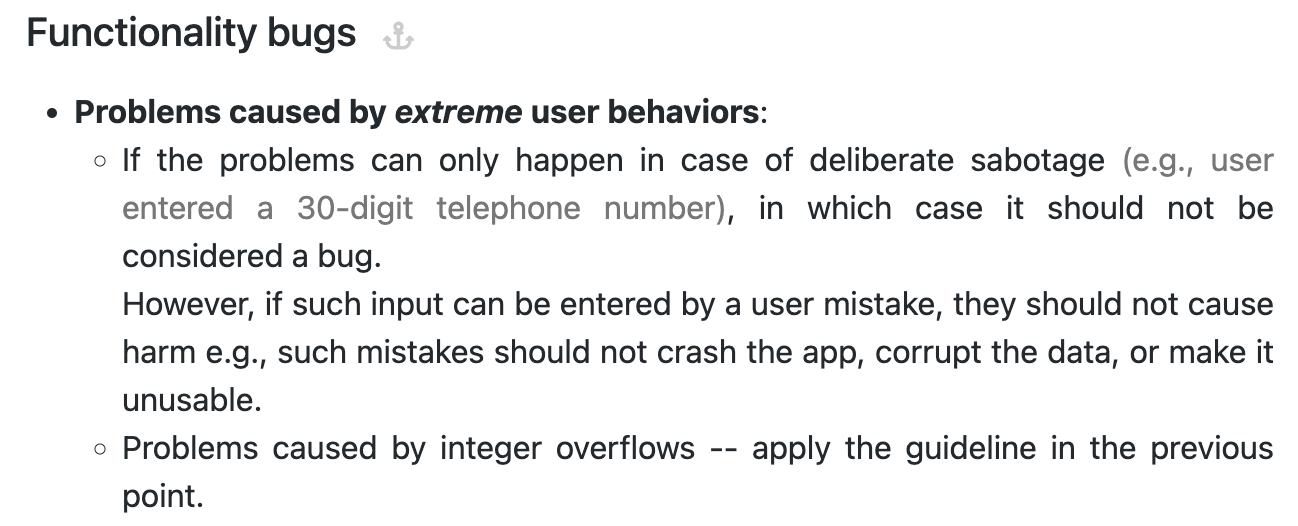 Functionality bugs
• Problems caused by extreme user behaviors:
○ If the problems can only happen in case of deliberate sabotage (e.g., user
entered a 30-digit telephone number), in which case it should not be
considered a bug.
However, if such input can be entered by a user mistake, they should not cause
harm e.g., such mistakes should not crash the app, corrupt the data, or make it
unusable.
○ Problems caused by integer overflows -- apply the guideline in the previous
point.